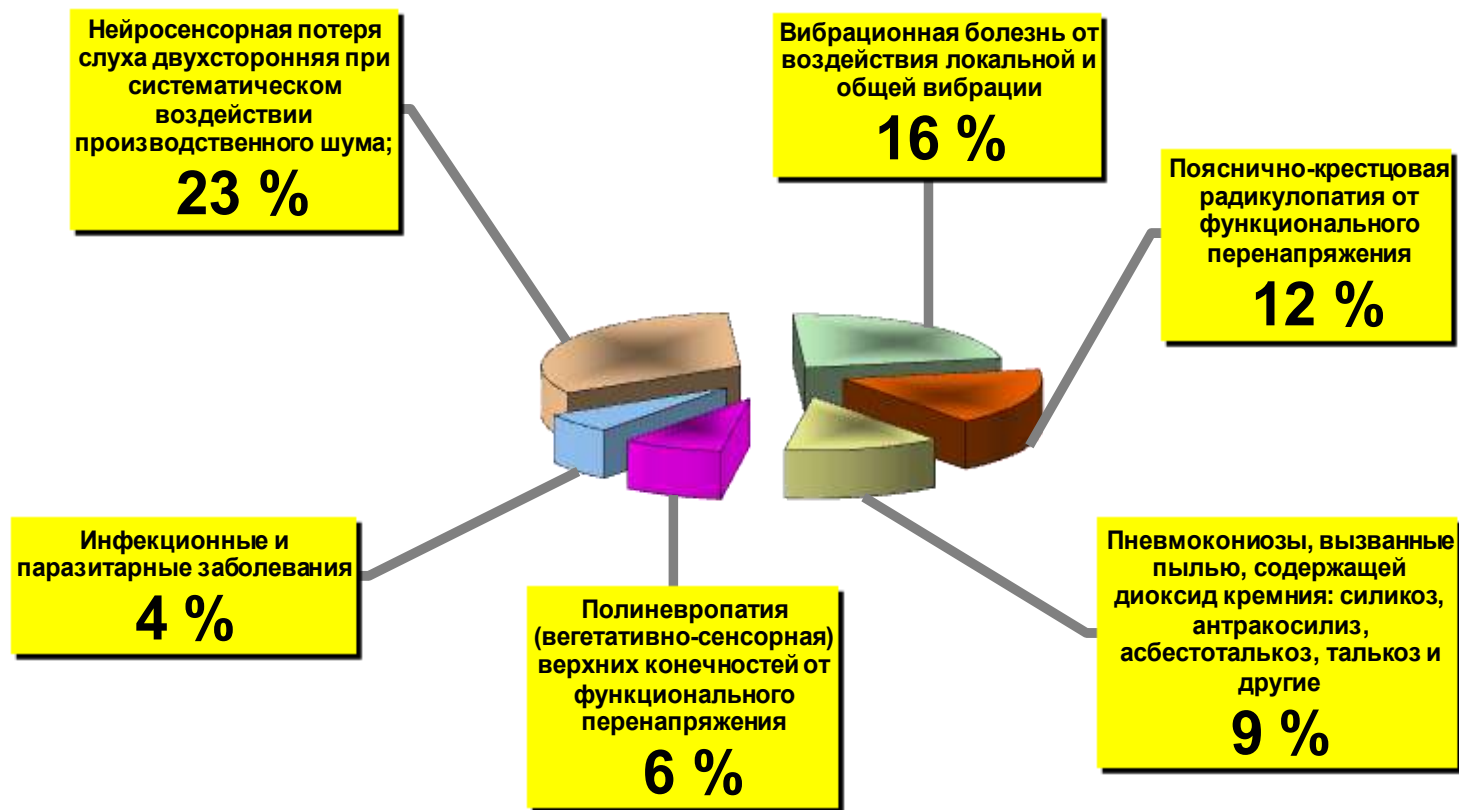 Нейросенсорная потеря
слуха двухсторонняя при
систематическом
воздействии
производственного шума;
23 %
Вибрационная болезнь от
воздействия локальной и
общей вибрации
16 %
Пояснично-крестцовая
радикулопатия от
функционального
перенапряжения
12 %
Инфекционные и
паразитарные заболевания
4 %
Полиневропатия
(вегетативно-сенсорная)
верхних конечностей от
функционального
перенапряжения
6 %
Пневмокониозы, вызванные
пылью, содержащей
диоксид кремния: силикоз,
антракосилиз,
асбестоталькоз, талькоз и
другие
9 %